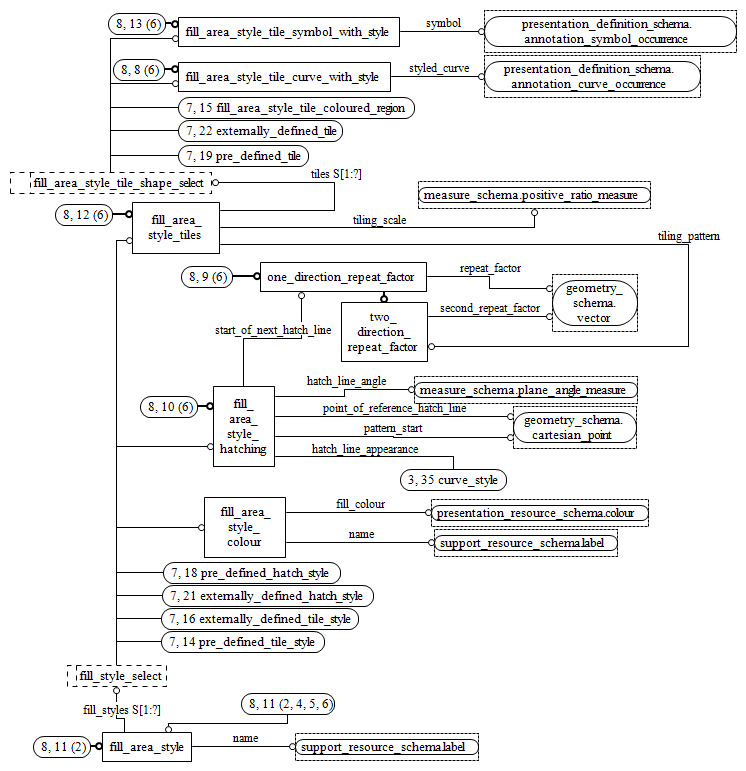 8, 13 (6)
fill_area_style_tile_symbol_with_style
symbol
presentation_definition_schema.
annotation_symbol_occurrence
8, 8 (6)
fill_area_style_tile_curve_with_style
styled_curve
presentation_definition_schema.
annotation_curve_occurrence
7, 15 fill_area_style_tile_coloured_region
7, 22 externally_defined_tile
7, 19 pre_defined_tile
fill_area_style_tile_shape_select
tiles S[1:?]
measure_schema.positive_ratio_measure
8, 12 (6)
fill_area_
style_tiles
tiling_scale
tiling_pattern
8, 9 (6)
one_direction_repeat_factor
repeat_factor
geometry_
schema.
vector
two_
direction_
repeat_factor
second_repeat_factor
start_of_next_hatch_line
8, 10 (6)
fill_
area_
style_
hatching
hatch_line_angle
measure_schema.plane_angle_measure
point_of_reference_hatch_line
geometry_schema.
cartesian_point
pattern_start
hatch_line_appearance
3, 35 curve_style
fill_area_
style_
colour
fill_colour
presentation_resource_schema.colour
name
support_resource_schema.label
7, 18 pre_defined_hatch_style
7, 21 externally_defined_hatch_style
7, 16 externally_defined_tile_style
7, 14 pre_defined_tile_style
fill_style_select
fill_styles S[1:?]
8, 11 (2, 4, 5, 6)
8, 11 (2)
fill_area_style
name
support_resource_schema.label